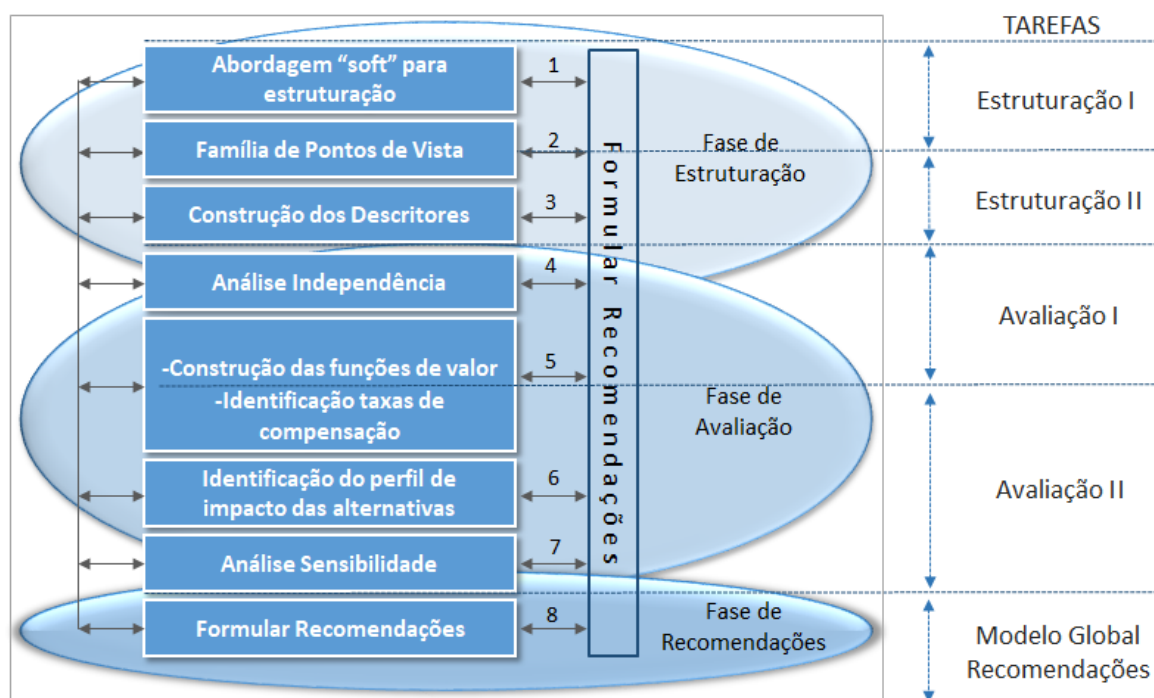 TAREFAS
Abordagem “soft” para
estruturação
1
Estruturação I
Família de Pontos de Vista
2
Fase de
Estruturação
Construção dos Descritores
3
Estruturação II
Análise Independência
4
Avaliação I
-Construção das funções de valor
-Identificação taxas de
compensação
5
Fase de
Avaliação
Identificação do perfil de
impacto das alternativas
6
Avaliação II
Análise Sensibilidade
7
Formular Recomendações
8
Fase de
Recomendações
Modelo Global
Recomendações
Formular Recomendações